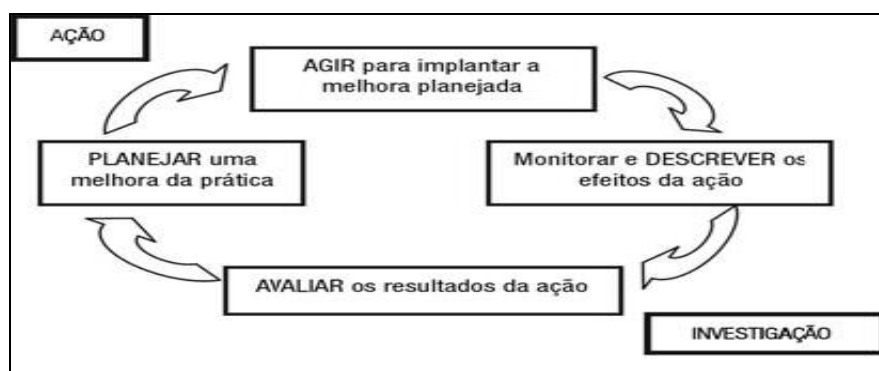 AÇÃO
AGIR para implantar a
melhora planejada
PLANEJAR uma
melhora da prática
Monitorar e DESCREVER os
efeitos da ação
AVALIAR os resultados da ação
INVESTIGAÇÃO